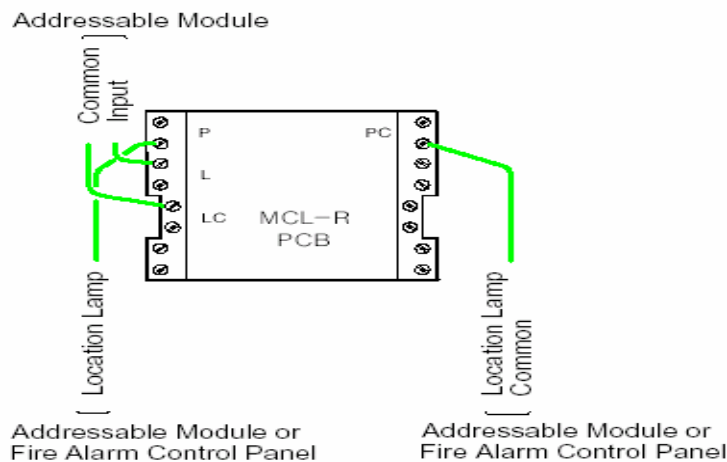 Addressable Module
Common
Input
P
PC
L
LC
MCL-R
PCB
Location Lamp
Location Lamp
Common
Addressable Module or
Fire Alarm Control Panel
Addressable Module or
Fire Alarm Control Panel